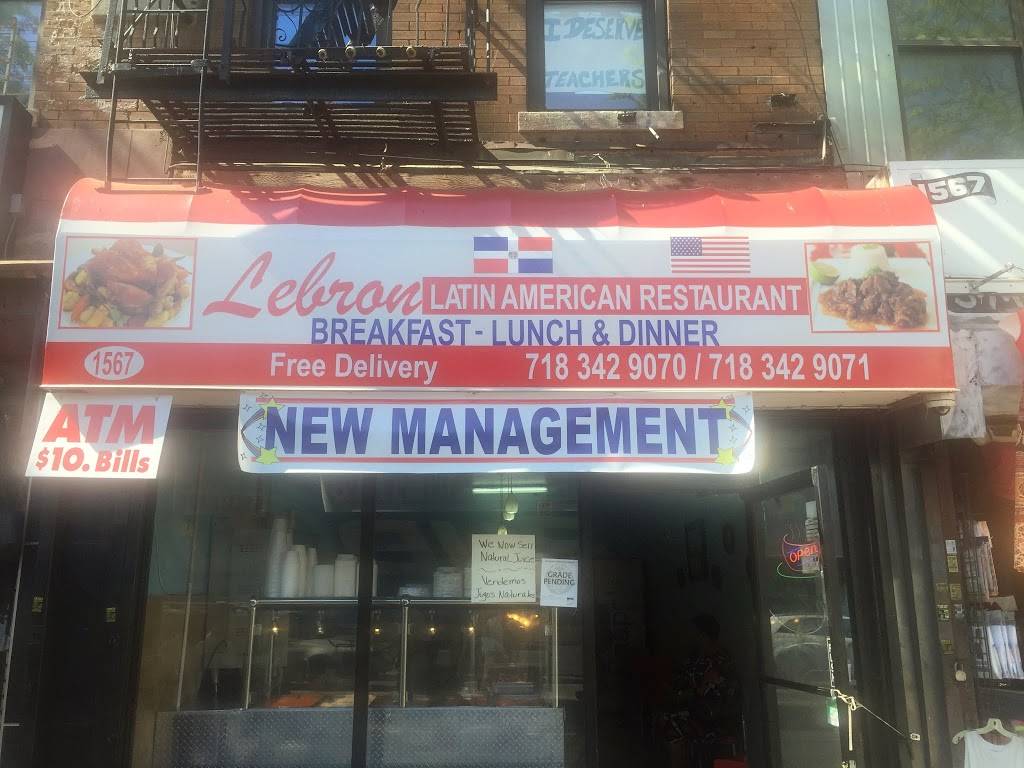 I DESERVE
TEACHERS
1567
Lebron LATIN AMERICAN RESTAURANT
BREAKFAST - LUNCH & DINNER
1567 Free Delivery 718 342 9070 / 718 342 9071
ATM
$10. Bills
NEW MANAGEMENT
We Now Sell
Natural Juice
Vendemos
Jugos Naturales
GRADE
PENDING
open